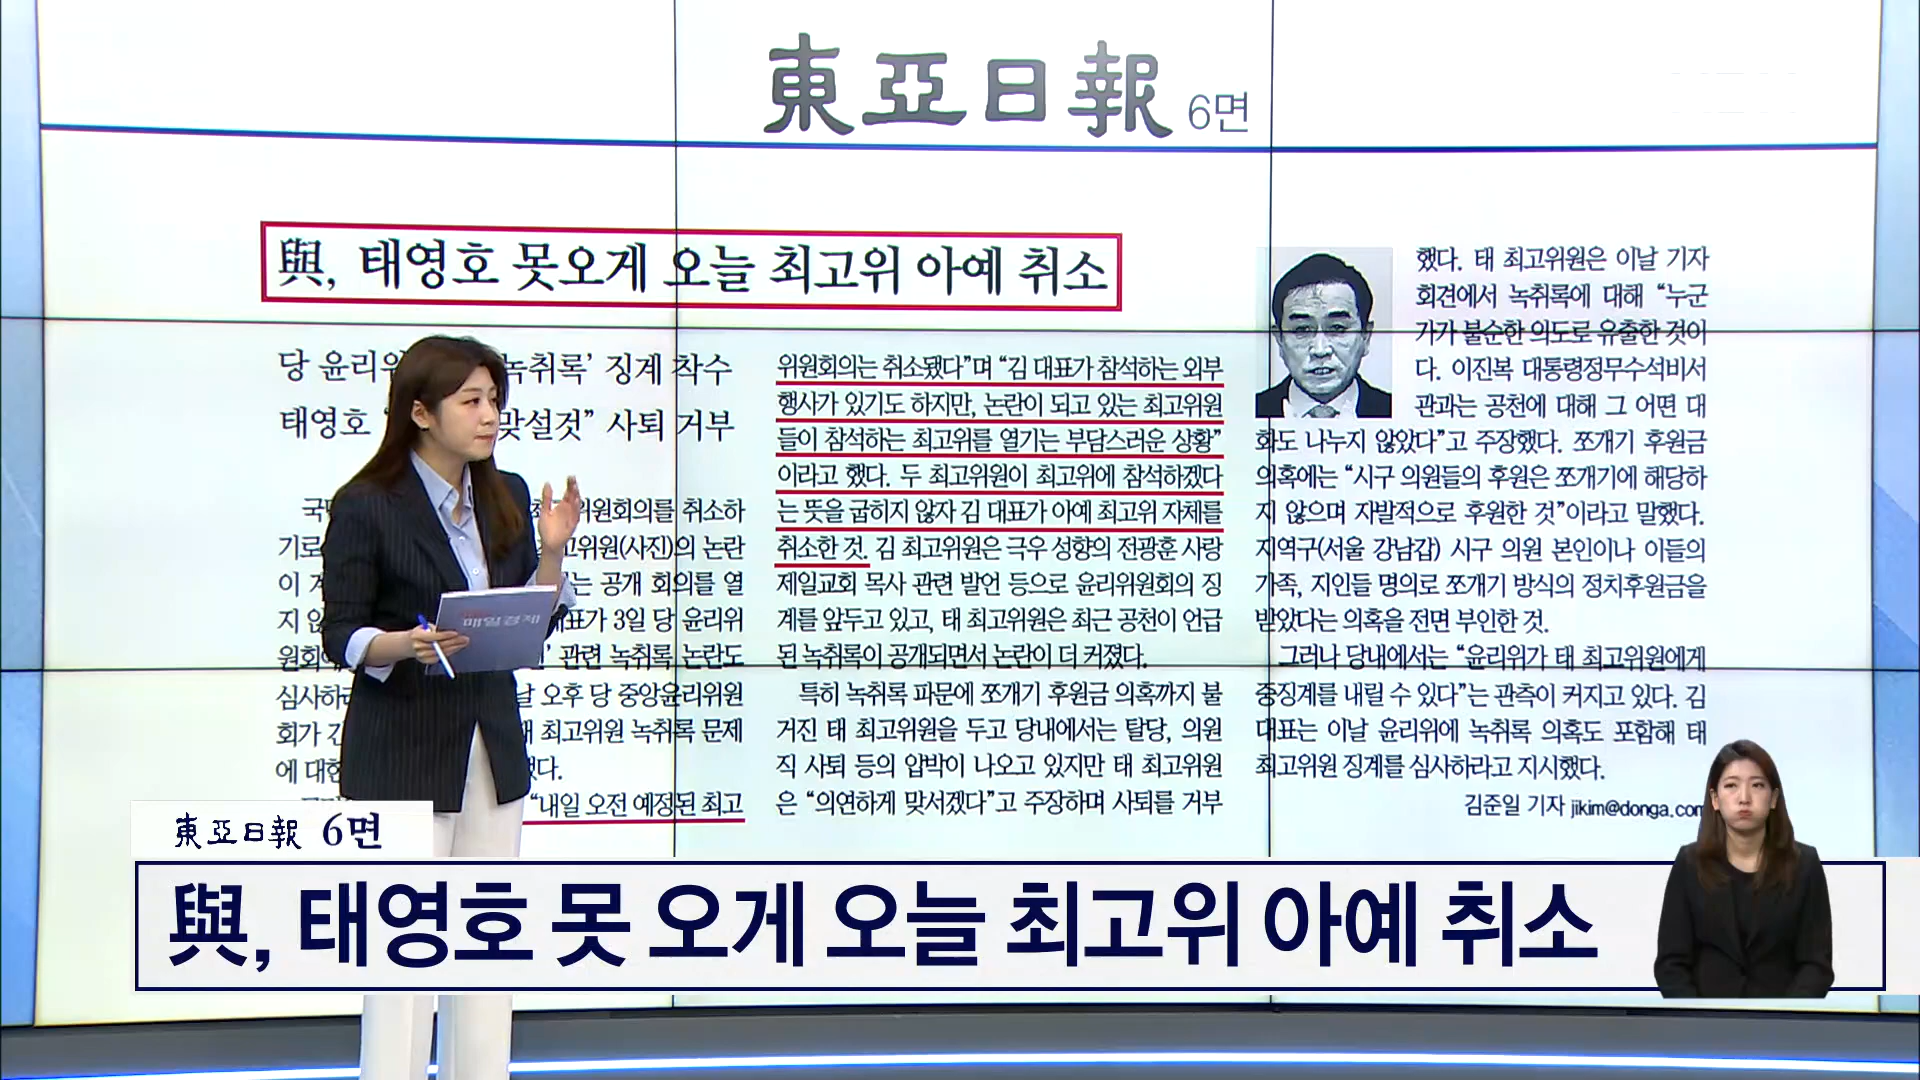 東亞日報 6면
與, 태영호 못오게 오늘 최고위 아예 취소
당 윤리위 녹취록’ 징계 착수
태영호 “ 맞설것” 사퇴 거부
위원회의를 취소하
기로 고위원(사진)의 논란
이 는 공개 회의를 열
지 않 대표가 3일 당 윤리위
원회에 ’ 관련 녹취록 논란도
심사하라 날 오후 당 중앙윤리위원
회가 긴 태 최고위원 녹취록 문제
에 대한 했다.
“내일 오전 예정된 최고
위원회의는 취소됐다”며 “김 대표가 참석하는 외부
행사가 있기도 하지만, 논란이 되고 있는 최고위원
들이 참석하는 최고위를 열기는 부담스러운 상황”
이라고 했다. 두 최고위원이 최고위에 참석하겠다
는 뜻을 굽히지 않자 김 대표가 아예 최고위 자체를
취소한 것. 김 최고위원은 극우 성향의 전광훈 사랑
제일교회 목사 관련 발언 등으로 윤리위원회의 징
계를 앞두고 있고, 태 최고위원은 최근 공천이 언급
된 녹취록이 공개되면서 논란이 더 커졌다.
특히 녹취록 파문에 쪼개기 후원금 의혹까지 불
거진 태 최고위원을 두고 당내에서는 탈당, 의원
직 사퇴 등의 압박이 나오고 있지만 태 최고위원
은 “의연하게 맞서겠다”고 주장하며 사퇴를 거부
했다. 태 최고위원은 이날 기자
회견에서 녹취록에 대해 “누군
가가 불순한 의도로 유출한 것이
다. 이진복 대통령정무수석비서
관과는 공천에 대해 그 어떤 대
화도 나누지 않았다”고 주장했다. 쪼개기 후원금
의혹에는 “시구 의원들의 후원은 쪼개기에 해당하
지 않으며 자발적으로 후원한 것”이라고 말했다.
지역구(서울 강남갑) 시구 의원 본인이나 이들의
가족, 지인들 명의로 쪼개기 방식의 정치후원금을
받았다는 의혹을 전면 부인한 것.
그러나 당내에서는 “윤리위가 태 최고위원에게
중징계를 내릴 수 있다”는 관측이 커지고 있다. 김
대표는 이날 윤리위에 녹취록 의혹도 포함해 태
최고위원 징계를 심사하라고 지시했다.
김준일 기자 jikim@donga.com
매일경제
東亞日報 6면
與, 태영호 못 오게 오늘 최고위 아예 취소